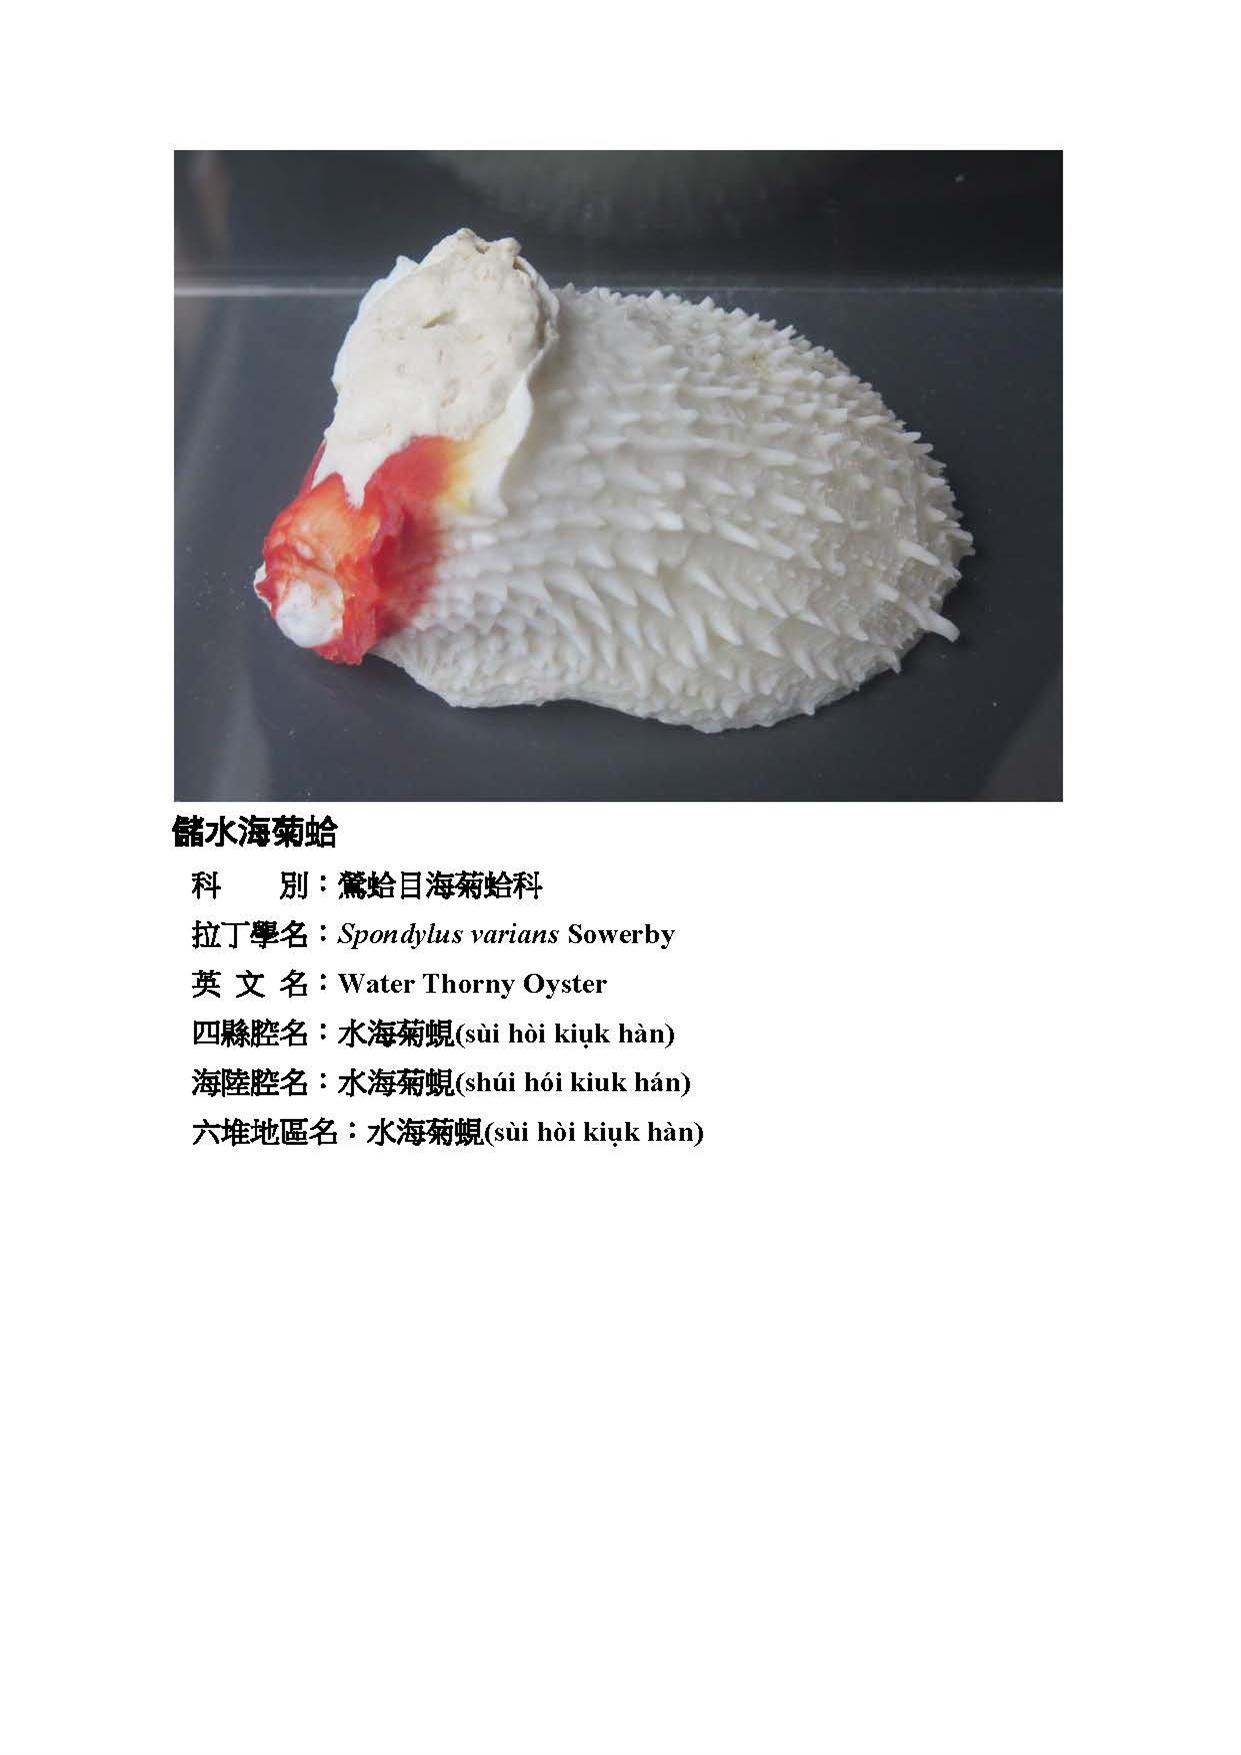 儲水海菊蛤
科　　別：鶯蛤目海菊蛤科
拉丁學名：Spondylus varians Sowerby
英 文 名：Water Thorny Oyster
四縣腔名：水海菊蜆(sùi hòi kiụk hàn)
海陸腔名：水海菊蜆(shúi hói kiuk hán)
六堆地區名：水海菊蜆(sùi hòi kiụk hàn)